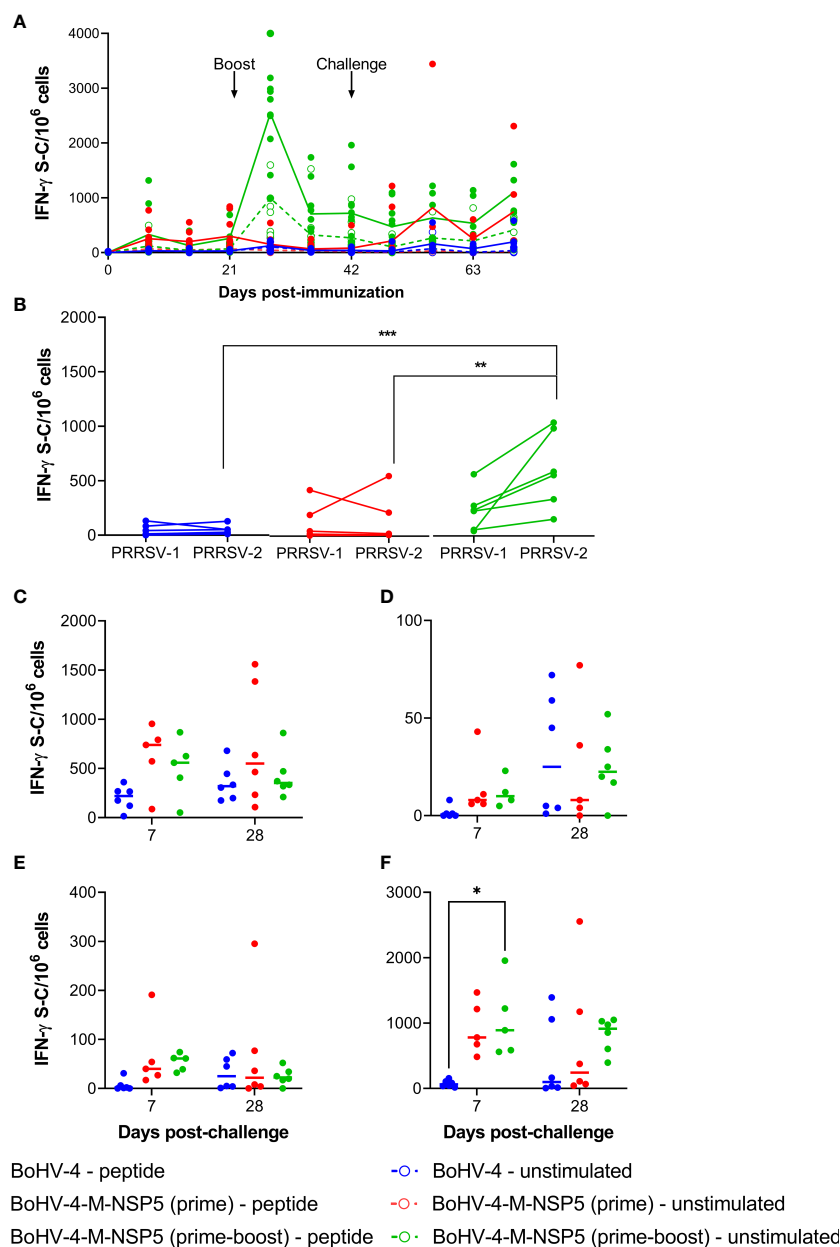 A
IFN-γ S-C/10⁶ cells
4000
3000
2000
1000
0
Boost
Challenge
0 21 42 63
Days post-immunization
B
IFN-γ S-C/10⁶ cells
2000
1500
1000
500
0
***
**
PRRSV-1 PRRSV-2 PRRSV-1 PRRSV-2 PRRSV-1 PRRSV-2
C
IFN-γ S-C/10⁶ cells
2000
1500
1000
500
0
7 28
D
100
50
0
7 28
E
IFN-γ S-C/10⁶ cells
400
300
200
100
0
7 28
Days post-challenge
F
3000
2000
1000
0
*
7 28
Days post-challenge
BoHV-4 - peptide
BoHV-4 - unstimulated
BoHV-4-M-NSP5 (prime) - peptide
BoHV-4-M-NSP5 (prime) - unstimulated
BoHV-4-M-NSP5 (prime-boost) - peptide
BoHV-4-M-NSP5 (prime-boost) - unstimulated